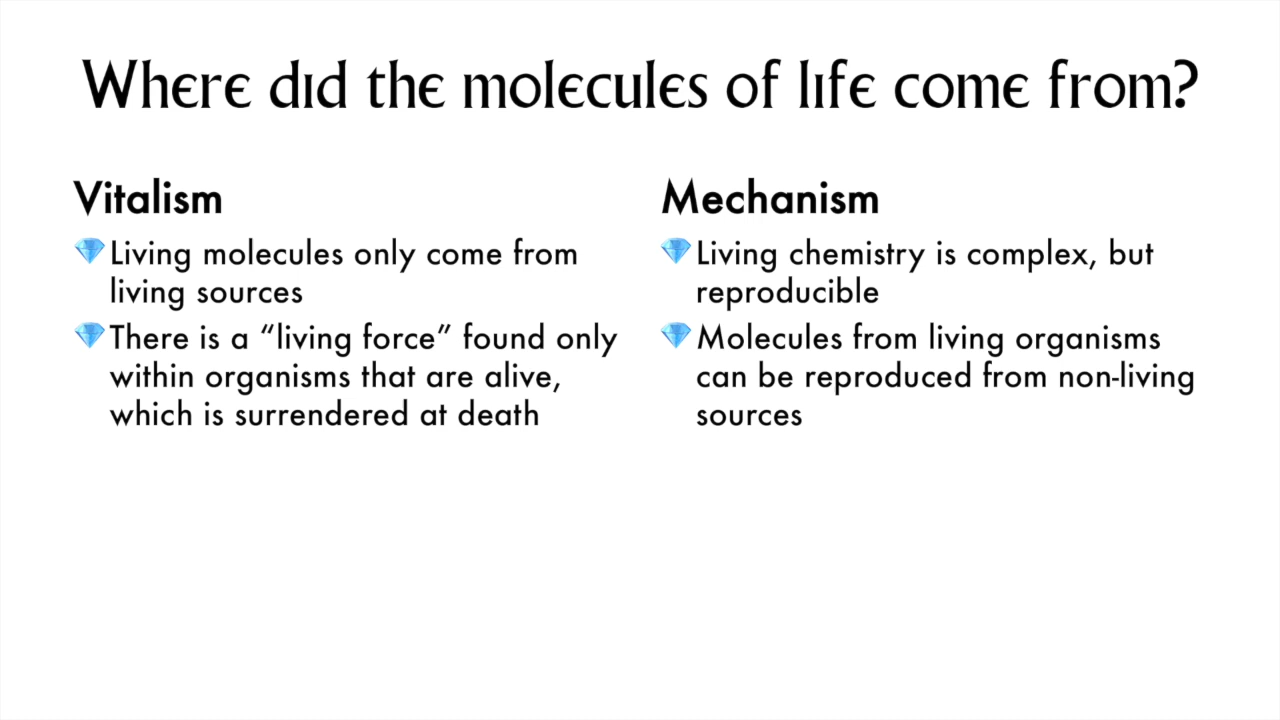 Where did the molecules of life come from?
Vitalism
Living molecules only come from
living sources
There is a “living force” found only
within organisms that are alive,
which is surrendered at death
Mechanism
Living chemistry is complex, but
reproducible
Molecules from living organisms
can be reproduced from non-living
sources